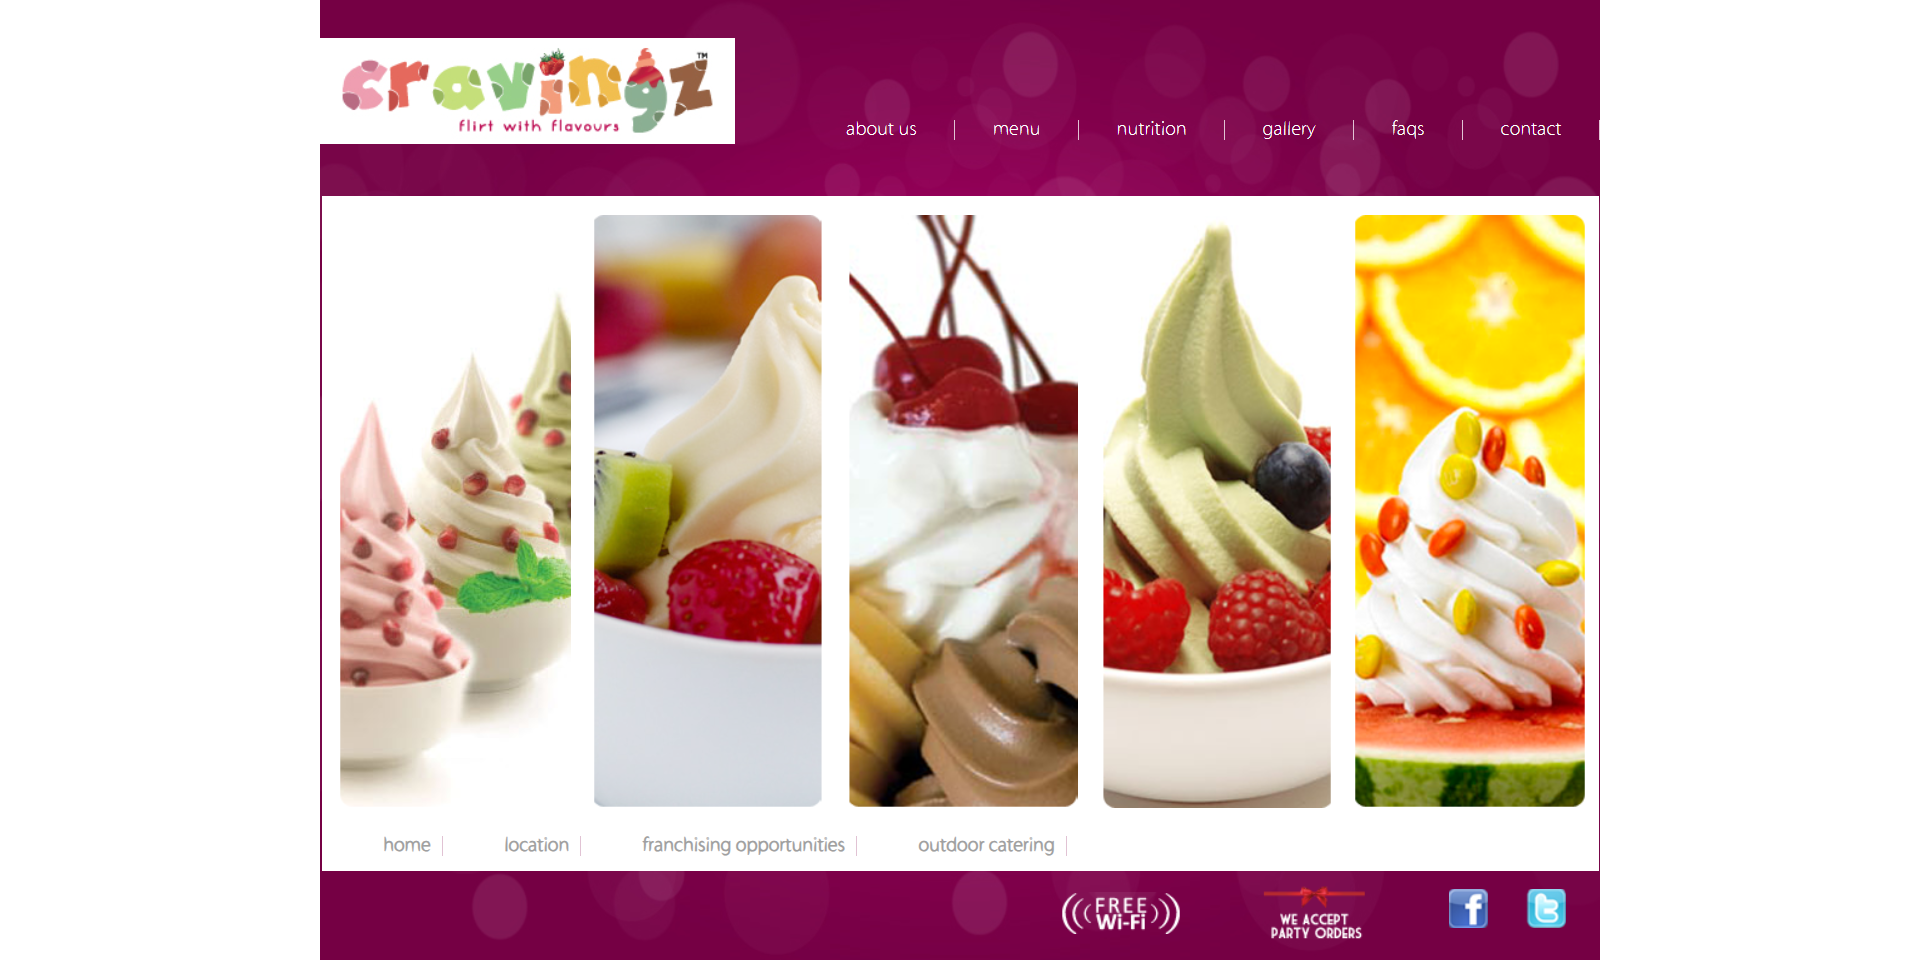 cravingz™
flirt with flavours
about us
menu
nutrition
gallery
faqs
contact
home
location
franchising opportunities
outdoor catering
FREE
Wi-Fi
WE ACCEPT
PARTY ORDERS
f
t